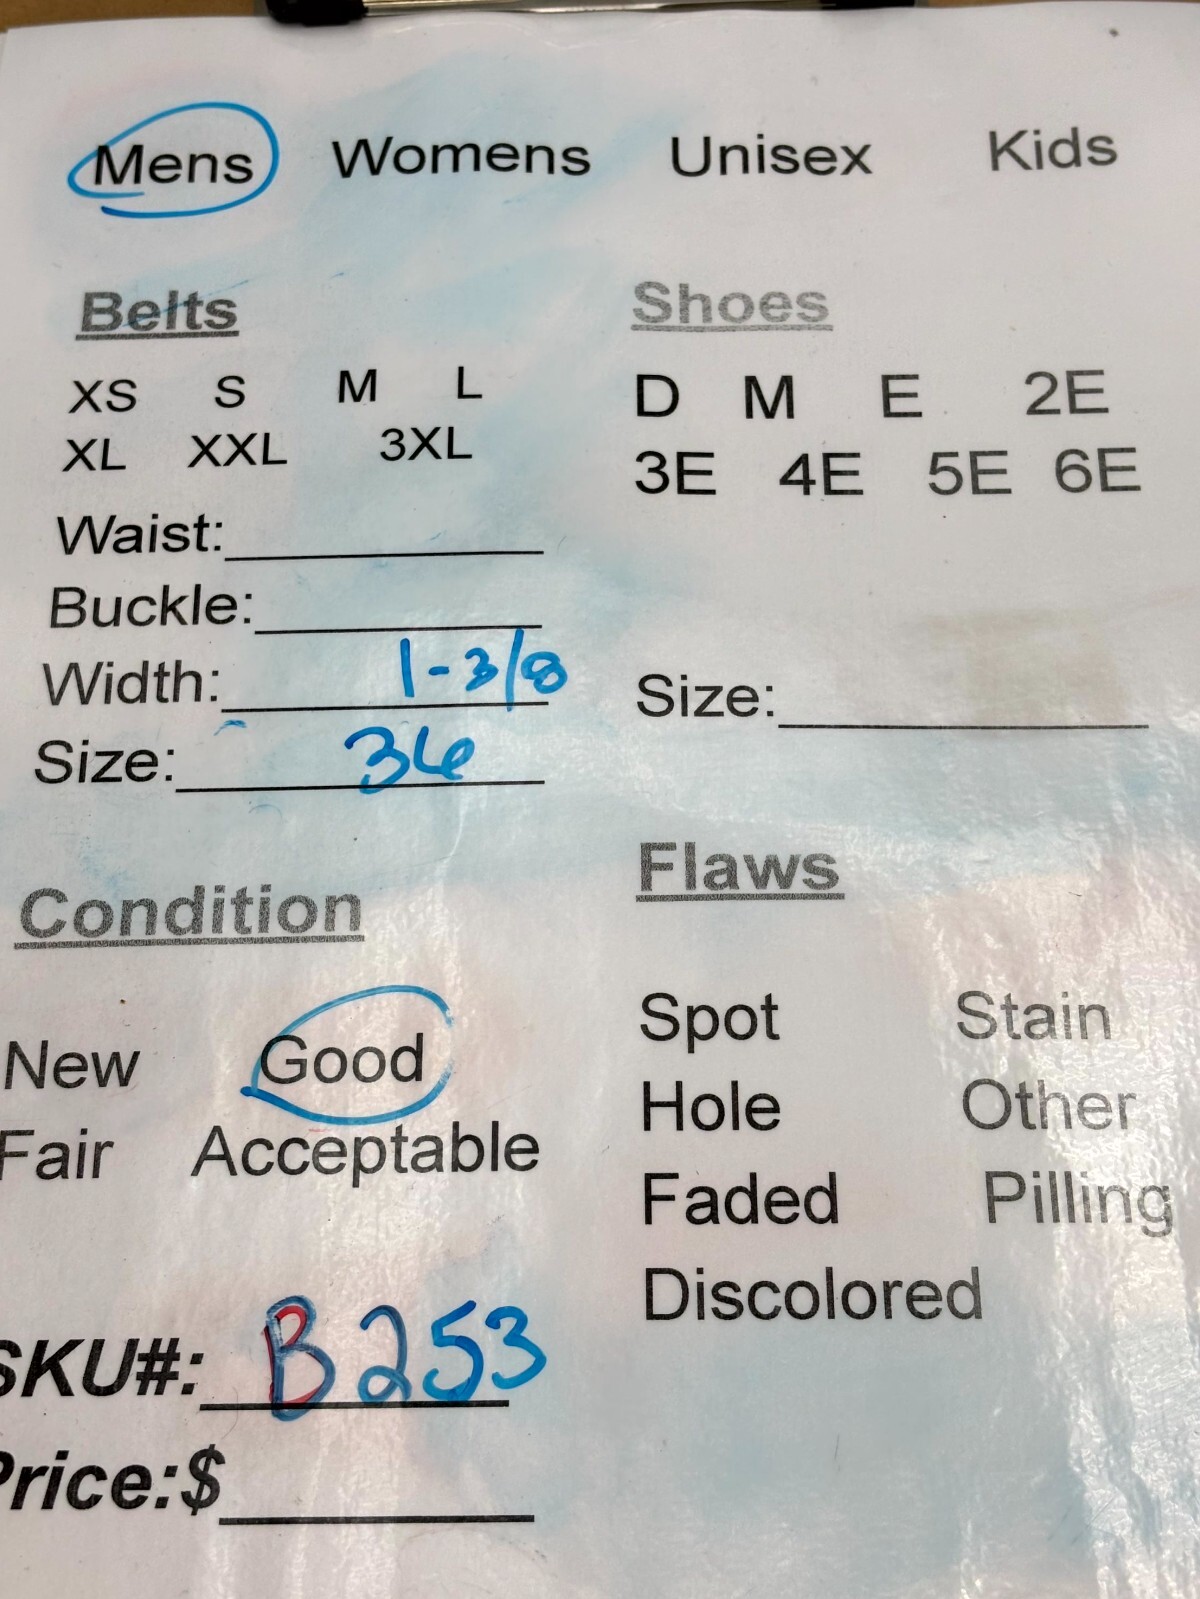 Mens Womens Unisex Kids
Belts
XS S M L
XL XXL 3XL
Waist:
Buckle:
Width: 1-3/8
Size: 36
Shoes
D M E 2E
3E 4E 5E 6E
Size:
Condition
New Good
Fair Acceptable
Flaws
Spot Stain
Hole Other
Faded Pilling
Discolored
SKU#: B253
Price:$